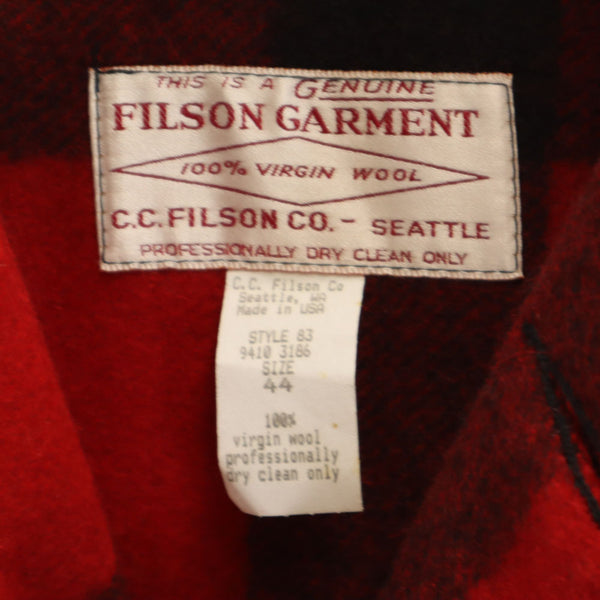 THIS IS A GENUINE
FILSON GARMENT
100% VIRGIN WOOL
C.C. FILSON CO. - SEATTLE
PROFESSIONALLY DRY CLEAN ONLY
C.C. Filson Co
Seattle, WA
Made in USA
STYLE 83
9410 3186
SIZE
44
100%
virgin wool
professionally
dry clean only